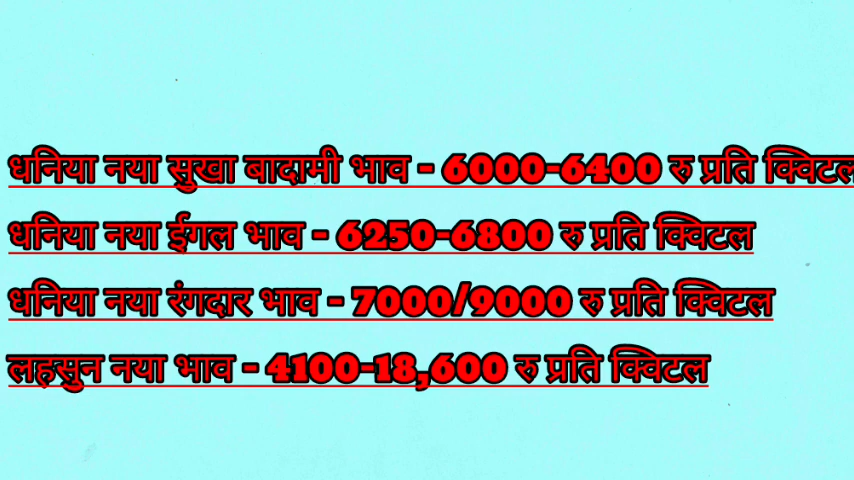 धनिया नया सुखा बादामी भाव - 6000-6400 रु प्रति क्विटल
धनिया नया ईगल भाव - 6250-6800 रु प्रति क्विटल
धनिया नया रंगदार भाव - 7000/9000 रु प्रति क्विटल
लहसुन नया भाव - 4100-18,600 रु प्रति क्विटल